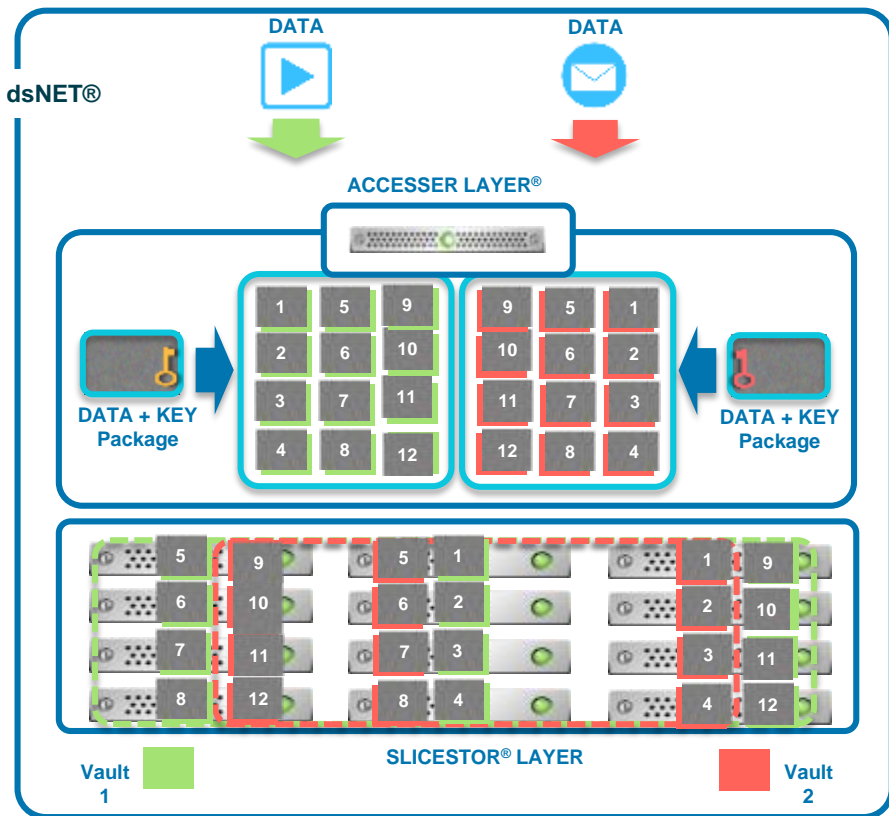 DATA DATA
dsNET®
ACCESSER LAYER®
1 5 9 9 5 1
2 6 10 10 6 2
3 7 11 11 7 3
4 8 12 12 8 4
DATA + KEY
Package
DATA + KEY
Package
5 9 5 1 1 9
6 10 6 2 2 10
7 11 7 3 3 11
8 12 8 4 4 12
SLICESTOR® LAYER
Vault
1
Vault
2